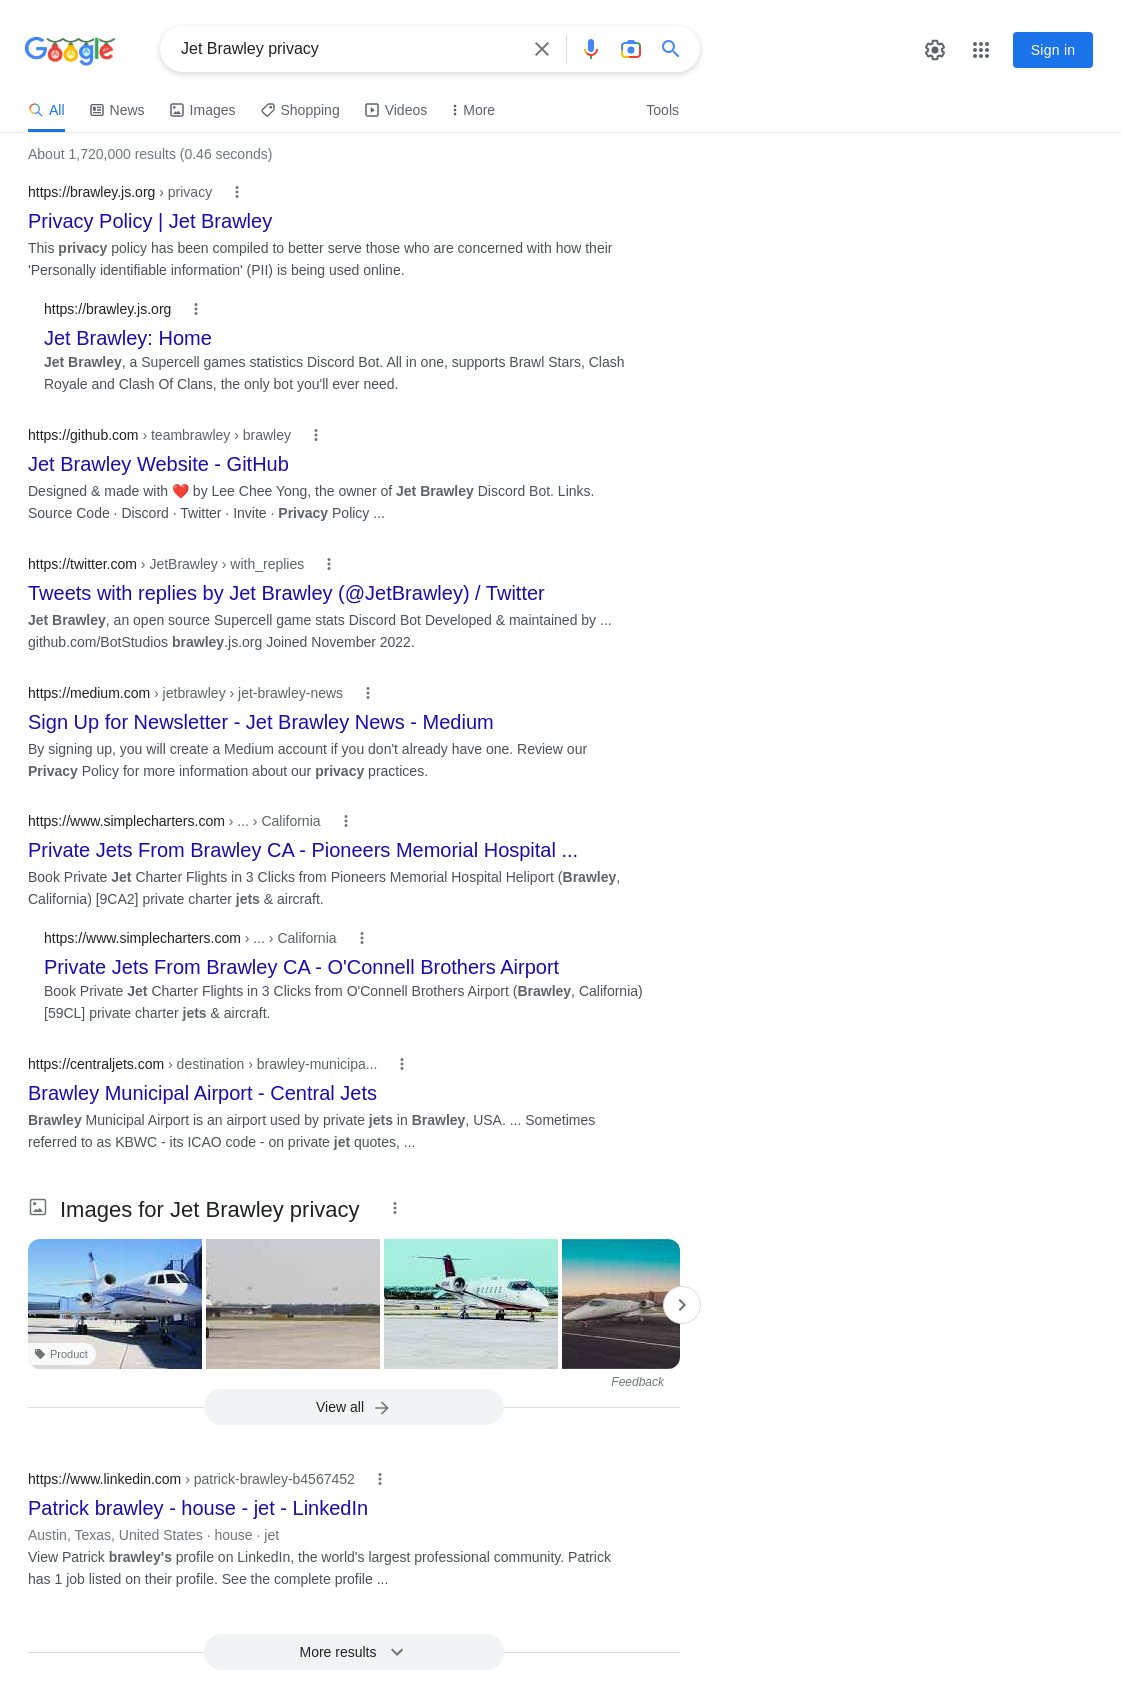 Google
Jet Brawley privacy
Sign in
All
News
Images
Shopping
Videos
More
Tools
About 1,720,000 results (0.46 seconds)
https://brawley.js.org › privacy
Privacy Policy | Jet Brawley
This privacy policy has been compiled to better serve those who are concerned with how their
'Personally identifiable information' (PII) is being used online.
https://brawley.js.org
Jet Brawley: Home
Jet Brawley, a Supercell games statistics Discord Bot. All in one, supports Brawl Stars, Clash
Royale and Clash Of Clans, the only bot you'll ever need.
https://github.com › teambrawley › brawley
Jet Brawley Website - GitHub
Designed & made with ❤️ by Lee Chee Yong, the owner of Jet Brawley Discord Bot. Links.
Source Code · Discord · Twitter · Invite · Privacy Policy ...
https://twitter.com › JetBrawley › with_replies
Tweets with replies by Jet Brawley (@JetBrawley) / Twitter
Jet Brawley, an open source Supercell game stats Discord Bot Developed & maintained by ...
github.com/BotStudios brawley.js.org Joined November 2022.
https://medium.com › jetbrawley › jet-brawley-news
Sign Up for Newsletter - Jet Brawley News - Medium
By signing up, you will create a Medium account if you don't already have one. Review our
Privacy Policy for more information about our privacy practices.
https://www.simplecharters.com › ... › California
Private Jets From Brawley CA - Pioneers Memorial Hospital ...
Book Private Jet Charter Flights in 3 Clicks from Pioneers Memorial Hospital Heliport (Brawley,
California) [9CA2] private charter jets & aircraft.
https://www.simplecharters.com › ... › California
Private Jets From Brawley CA - O'Connell Brothers Airport
Book Private Jet Charter Flights in 3 Clicks from O'Connell Brothers Airport (Brawley, California)
[59CL] private charter jets & aircraft.
https://centraljets.com › destination › brawley-municipa...
Brawley Municipal Airport - Central Jets
Brawley Municipal Airport is an airport used by private jets in Brawley, USA. ... Sometimes
referred to as KBWC - its ICAO code - on private jet quotes, ...
Images for Jet Brawley privacy
Product
Feedback
View all
https://www.linkedin.com › patrick-brawley-b4567452
Patrick brawley - house - jet - LinkedIn
Austin, Texas, United States · house · jet
View Patrick brawley's profile on LinkedIn, the world's largest professional community. Patrick
has 1 job listed on their profile. See the complete profile ...
More results